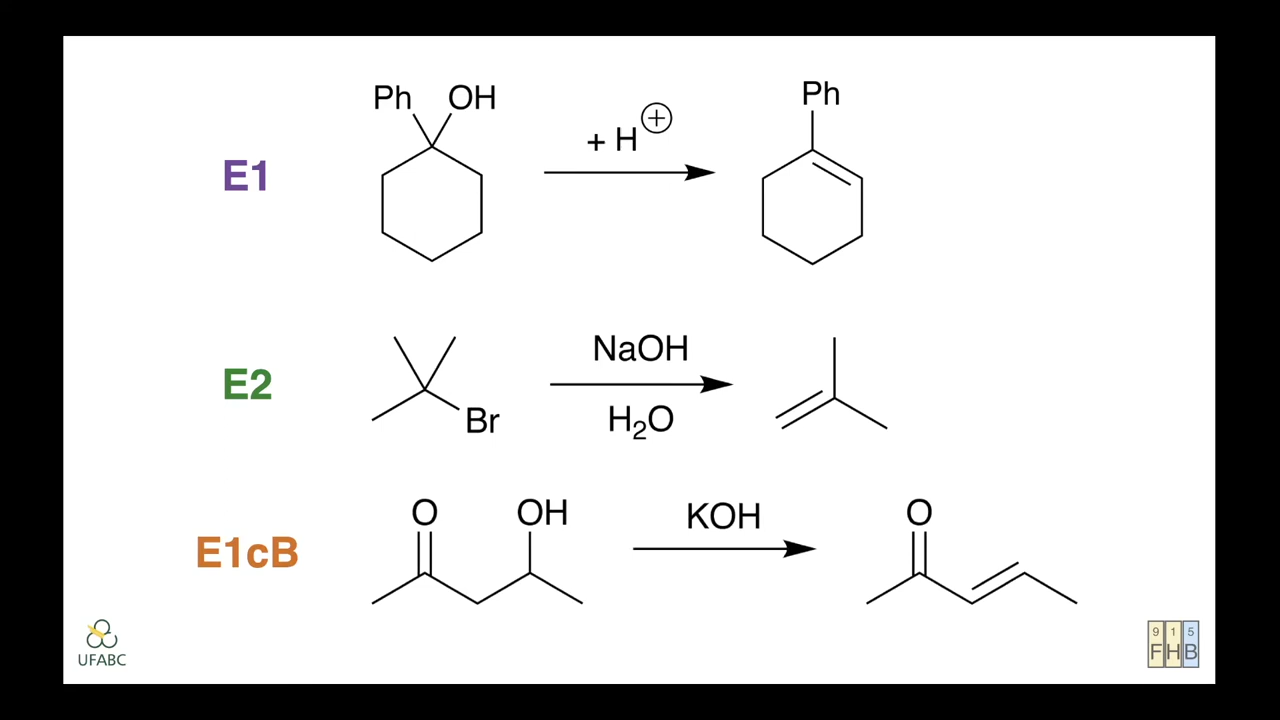 Ph OH
+ H⊕
Ph
E1
NaOH
E2
H₂O
Br
O OH
KOH
O
E1cB
UFABC
9 1 5
F H B